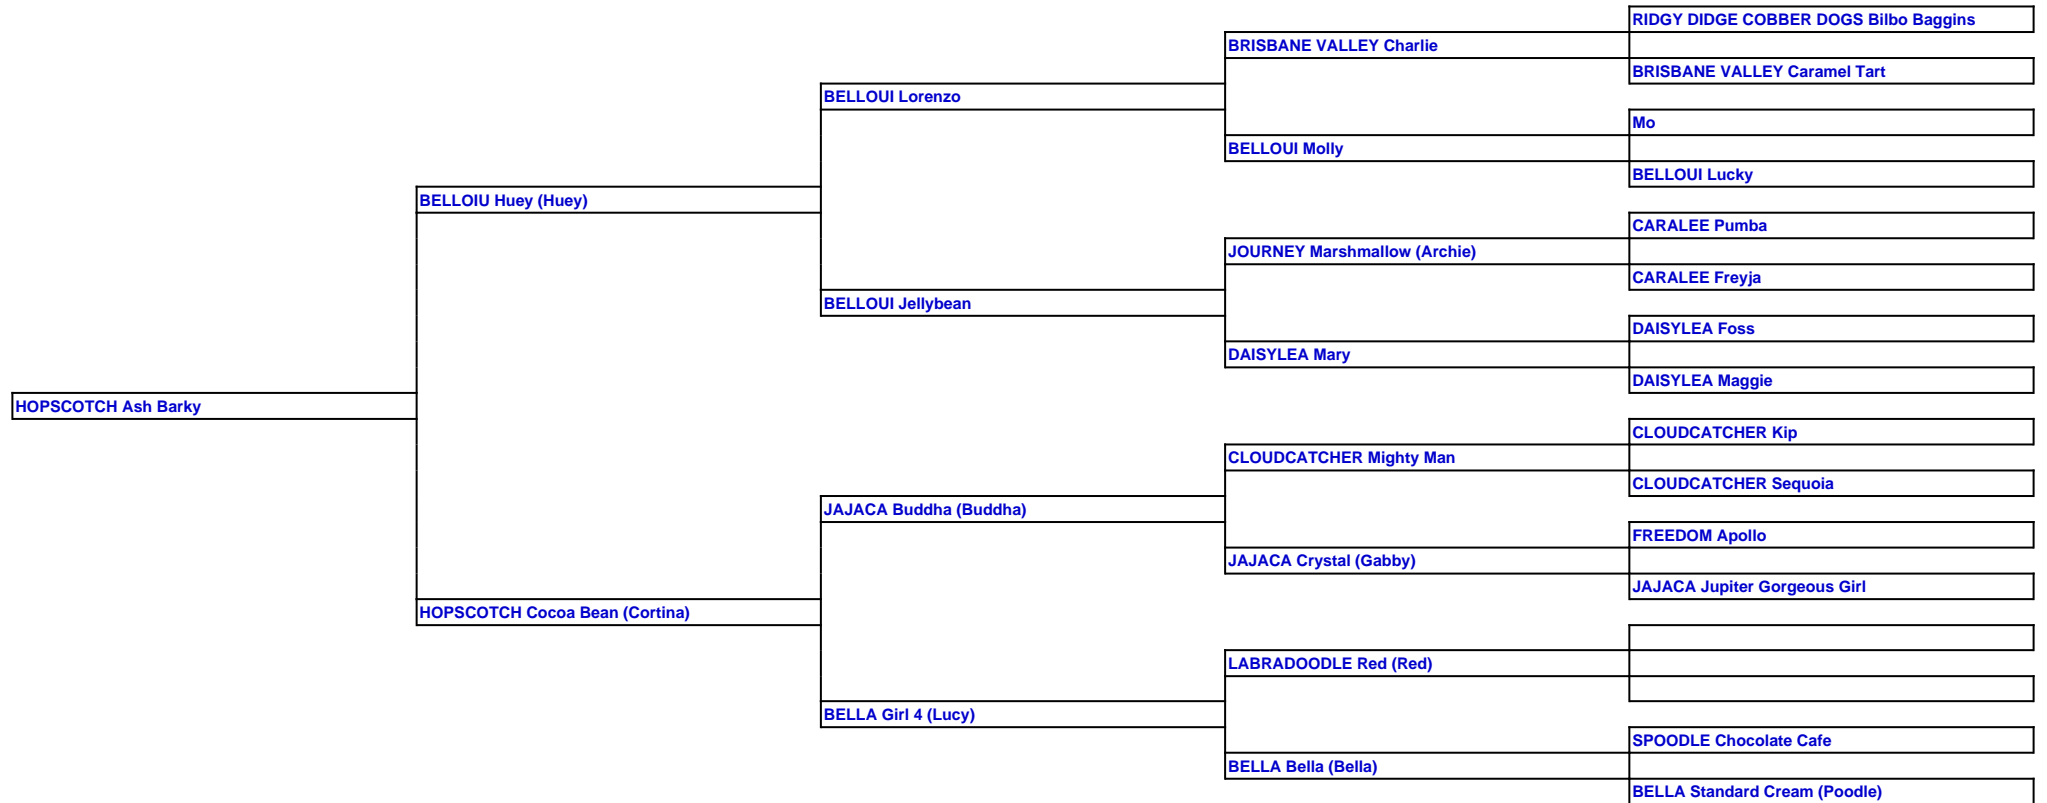 RIDGY DIDGE COBBER DOGS Bilbo Baggins
BRISBANE VALLEY Charlie
BRISBANE VALLEY Caramel Tart
BELLOUI Lorenzo
Mo
BELLOUI Molly
BELLOUI Lucky
BELLOIU Huey (Huey)
CARALEE Pumba
JOURNEY Marshmallow (Archie)
CARALEE Freyja
BELLOUI Jellybean
DAISYLEA Foss
DAISYLEA Mary
DAISYLEA Maggie
HOPSCOTCH Ash Barky
CLOUDCATCHER Kip
CLOUDCATCHER Mighty Man
CLOUDCATCHER Sequoia
JAJACA Buddha (Buddha)
FREEDOM Apollo
JAJACA Crystal (Gabby)
JAJACA Jupiter Gorgeous Girl
HOPSCOTCH Cocoa Bean (Cortina)
LABRADOODLE Red (Red)
BELLA Girl 4 (Lucy)
SPOODLE Chocolate Cafe
BELLA Bella (Bella)
BELLA Standard Cream (Poodle)